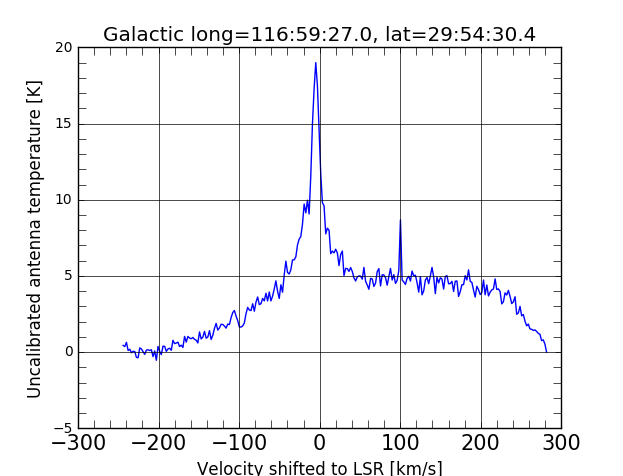 Galactic long=116:59:27.0, lat=29:54:30.4
20
15
10
5
0
−5
Uncalibrated antenna temperature [K]
−300 −200 −100 0 100 200 300
Velocity shifted to LSR [km/s]